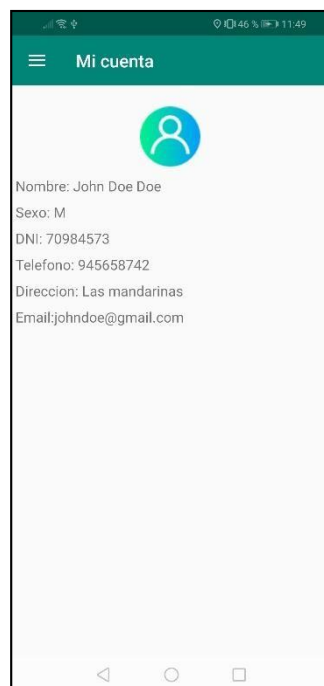 46 % 11:49
Mi cuenta
Nombre: John Doe Doe
Sexo: M
DNI: 70984573
Telefono: 945658742
Direccion: Las mandarinas
Email:johndoe@gmail.com